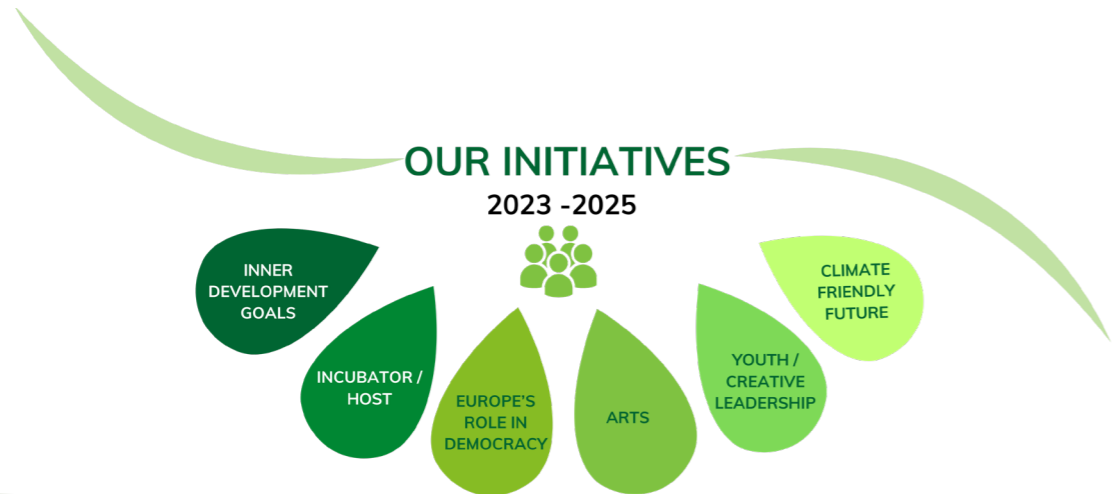 OUR INITIATIVES
2023 -2025
INNER
DEVELOPMENT
GOALS
INCUBATOR /
HOST
EUROPE'S
ROLE IN
DEMOCRACY
ARTS
YOUTH /
CREATIVE
LEADERSHIP
CLIMATE
FRIENDLY
FUTURE